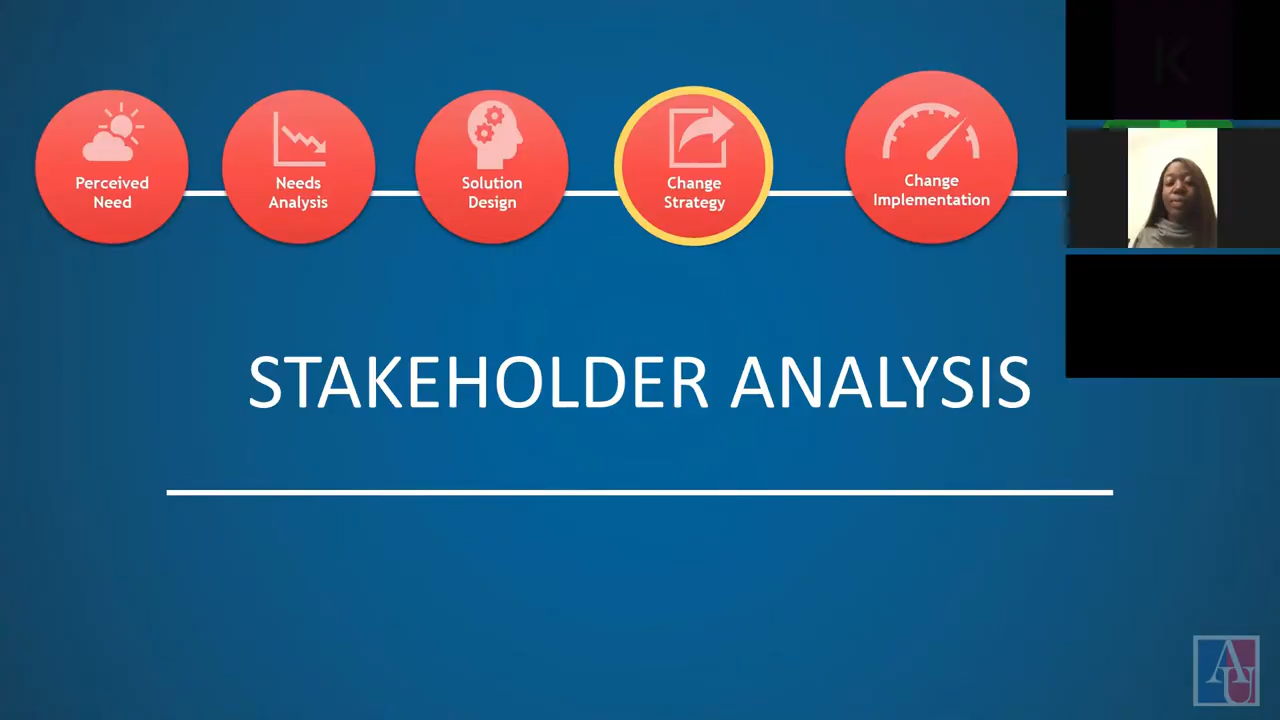 Perceived
Need
Needs
Analysis
Solution
Design
Change
Strategy
Change
Implementation
K
STAKEHOLDER ANALYSIS
AU